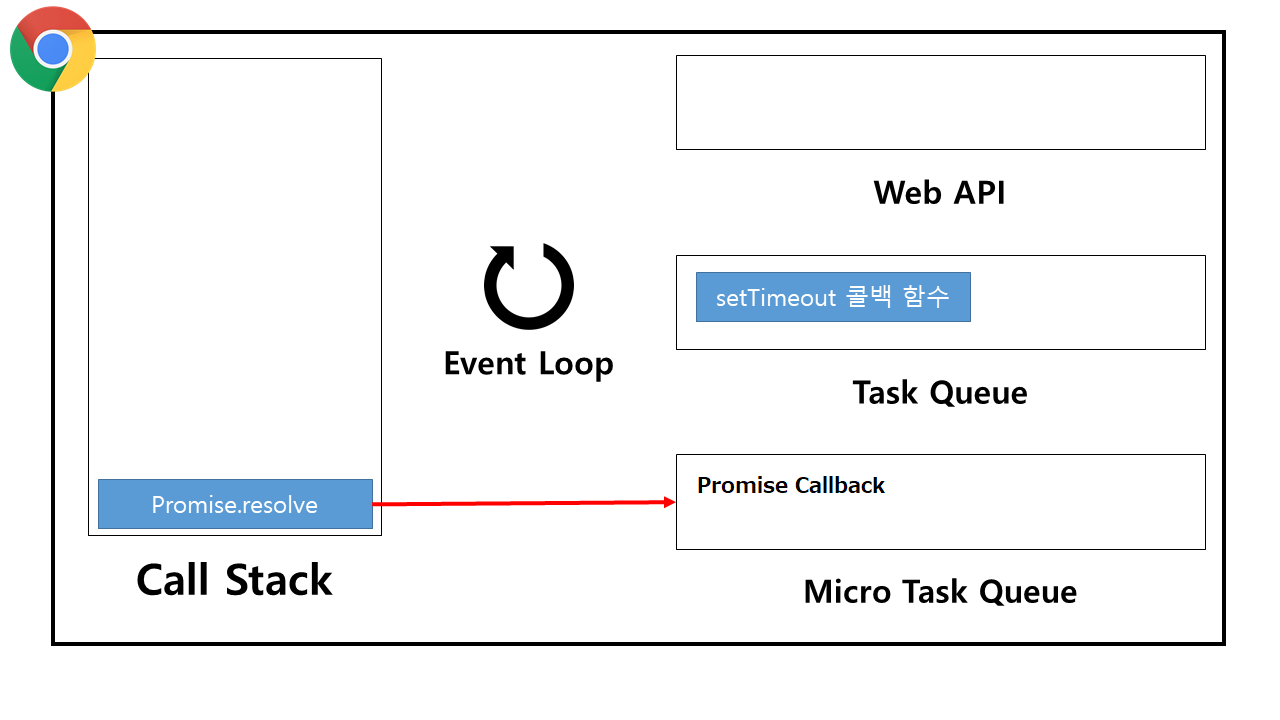 Web API
setTimeout 콜백 함수
Event Loop
Task Queue
Promise Callback
Promise.resolve
Call Stack
Micro Task Queue